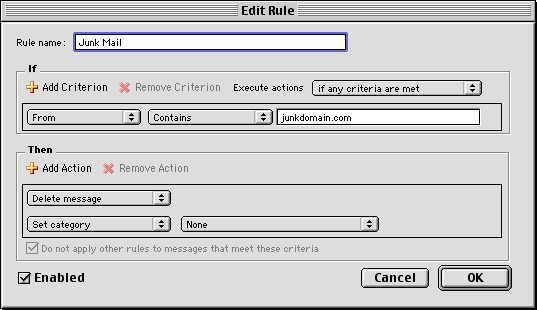 Edit Rule
Rule name: Junk Mail
If
Add Criterion Remove Criterion Execute actions if any criteria are met
From Contains junkdomain.com
Then
Add Action Remove Action
Delete message
Set category None
Do not apply other rules to messages that meet these criteria
Enabled Cancel OK